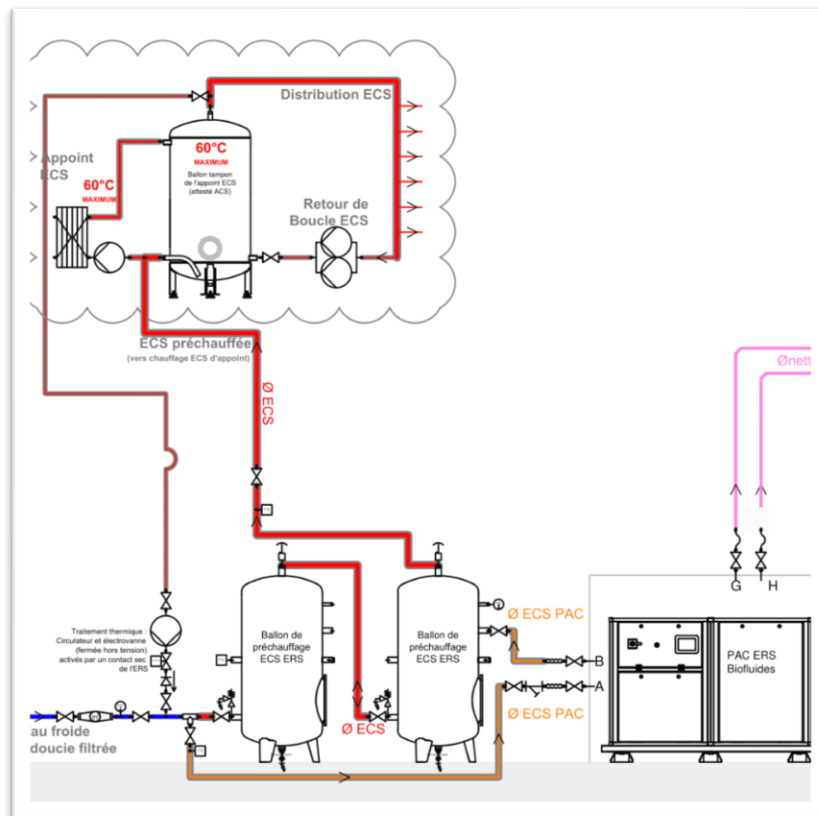 Distribution ECS
60°C
MAXIMUM
Ballon tampon
de l'appoint ECS
(attesté ACS)
Appoint
ECS
60°C
MAXIMUM
Retour de
Boucle ECS
ECS préchauffée
(vers chauffage ECS d'appoint)
Ø ECS
Ønett
G
H
Traitement thermique :
Circulateur et électrovanne
(fermée hors tension)
activés par un contact sec
de l'ERS
Ballon de
préchauffage
ECS ERS
Ballon de
préchauffage
ECS ERS
Ø ECS PAC
B
A
Ø ECS PAC
PAC ERS
Biofluides
Ø ECS
au froide
doucie filtrée